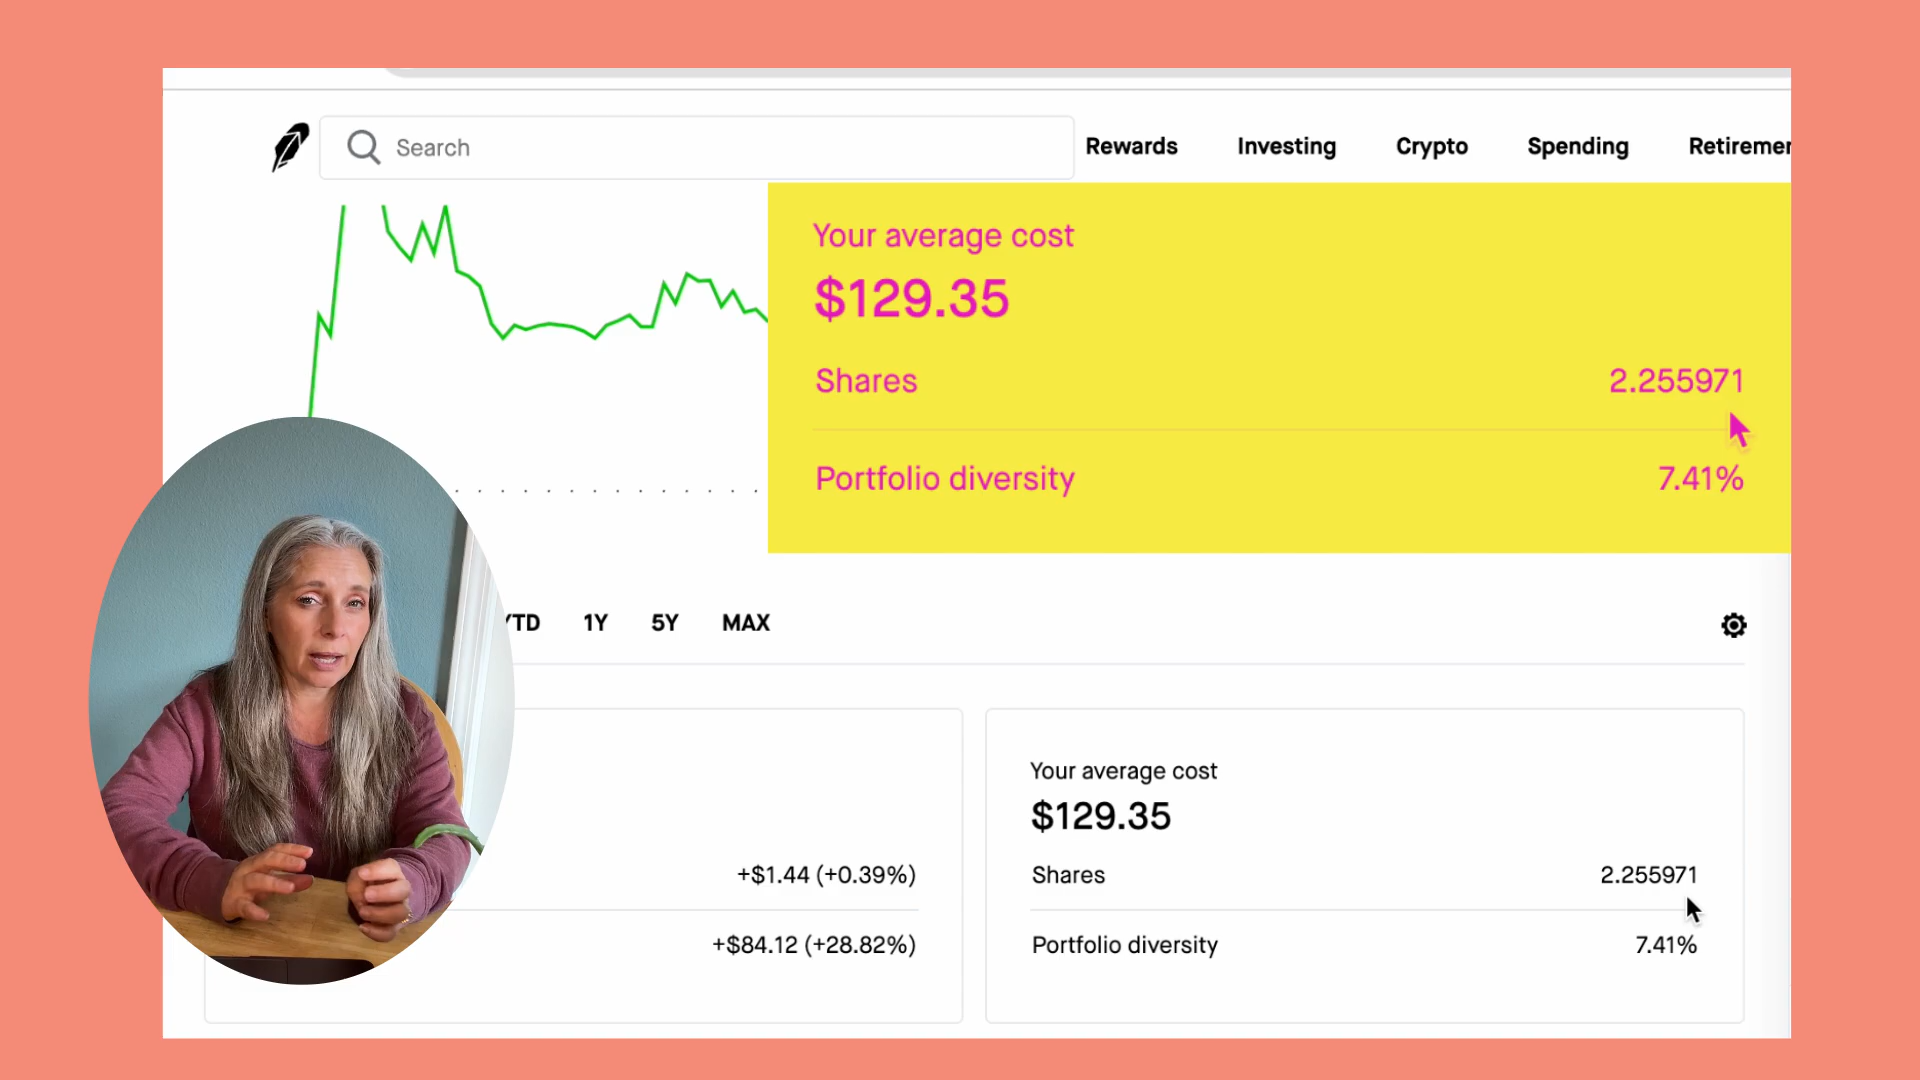 Search
Rewards Investing Crypto Spending Retiremen
Your average cost
$129.35
Shares 2.255971
Portfolio diversity 7.41%
YTD 1Y 5Y MAX
Your average cost
$129.35
+$1.44 (+0.39%)
Shares 2.255971
+$84.12 (+28.82%)
Portfolio diversity 7.41%